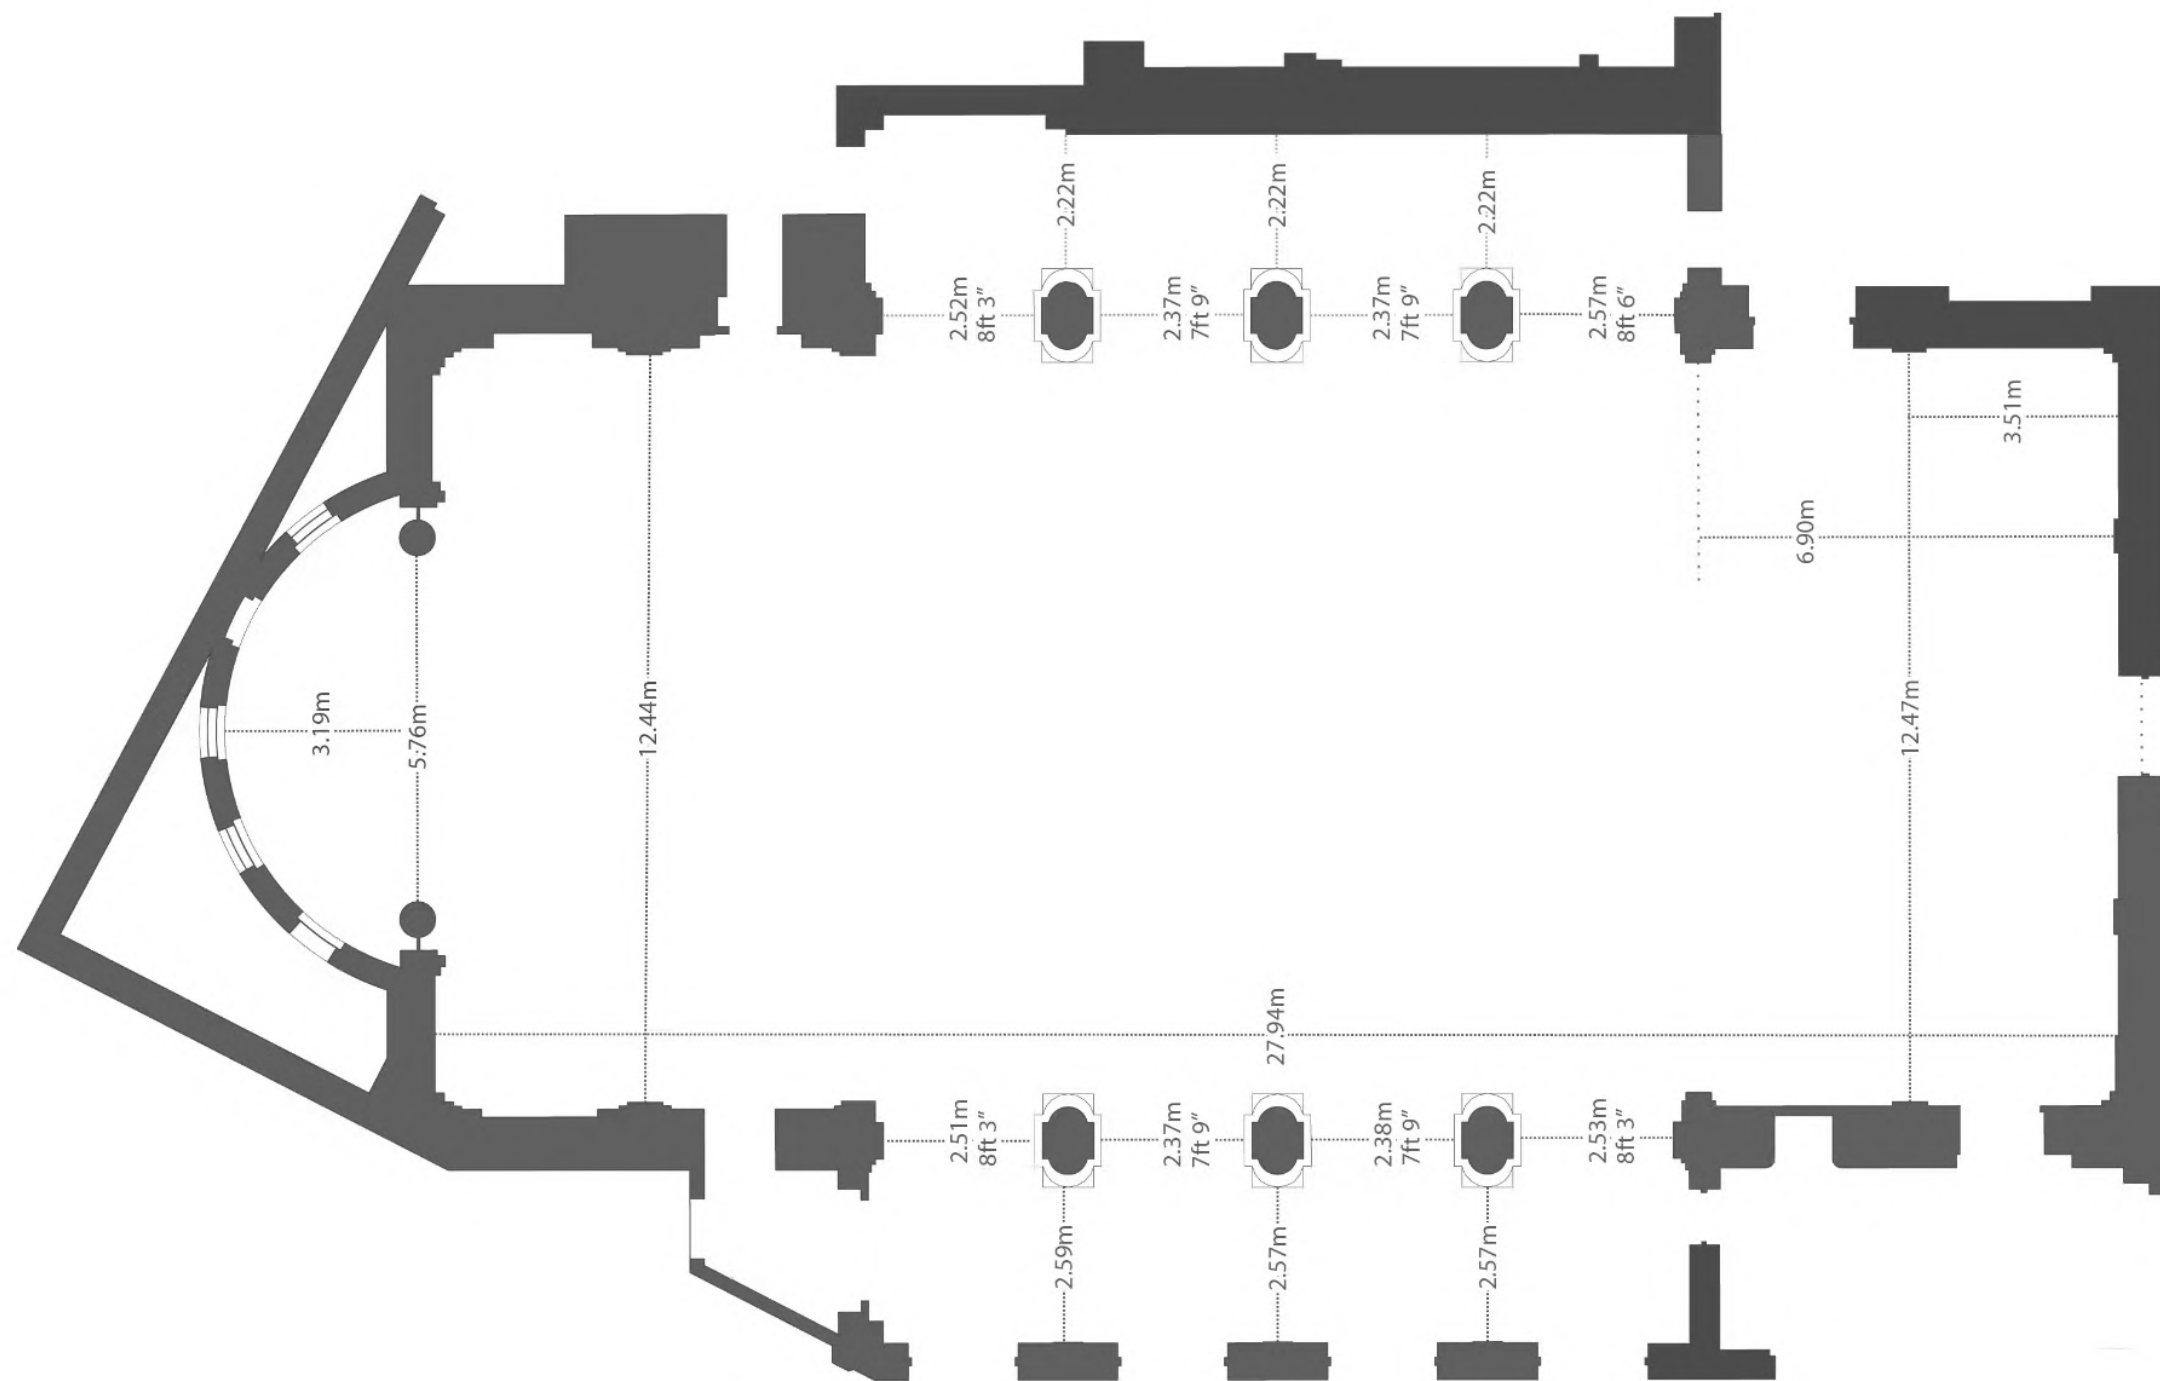 2.22m
2.22m
2.22m
2.52m
8ft 3”
2.37m
7ft 9”
2.37m
7ft 9”
2.57m
8ft 6”
3.51m
6.90m
3.19m
5.76m
12.44m
12.47m
27.94m
2.51m
8ft 3”
2.37m
7ft 9”
2.38m
7ft 9”
2.53m
8ft 3”
2.59m
2.57m
2.57m